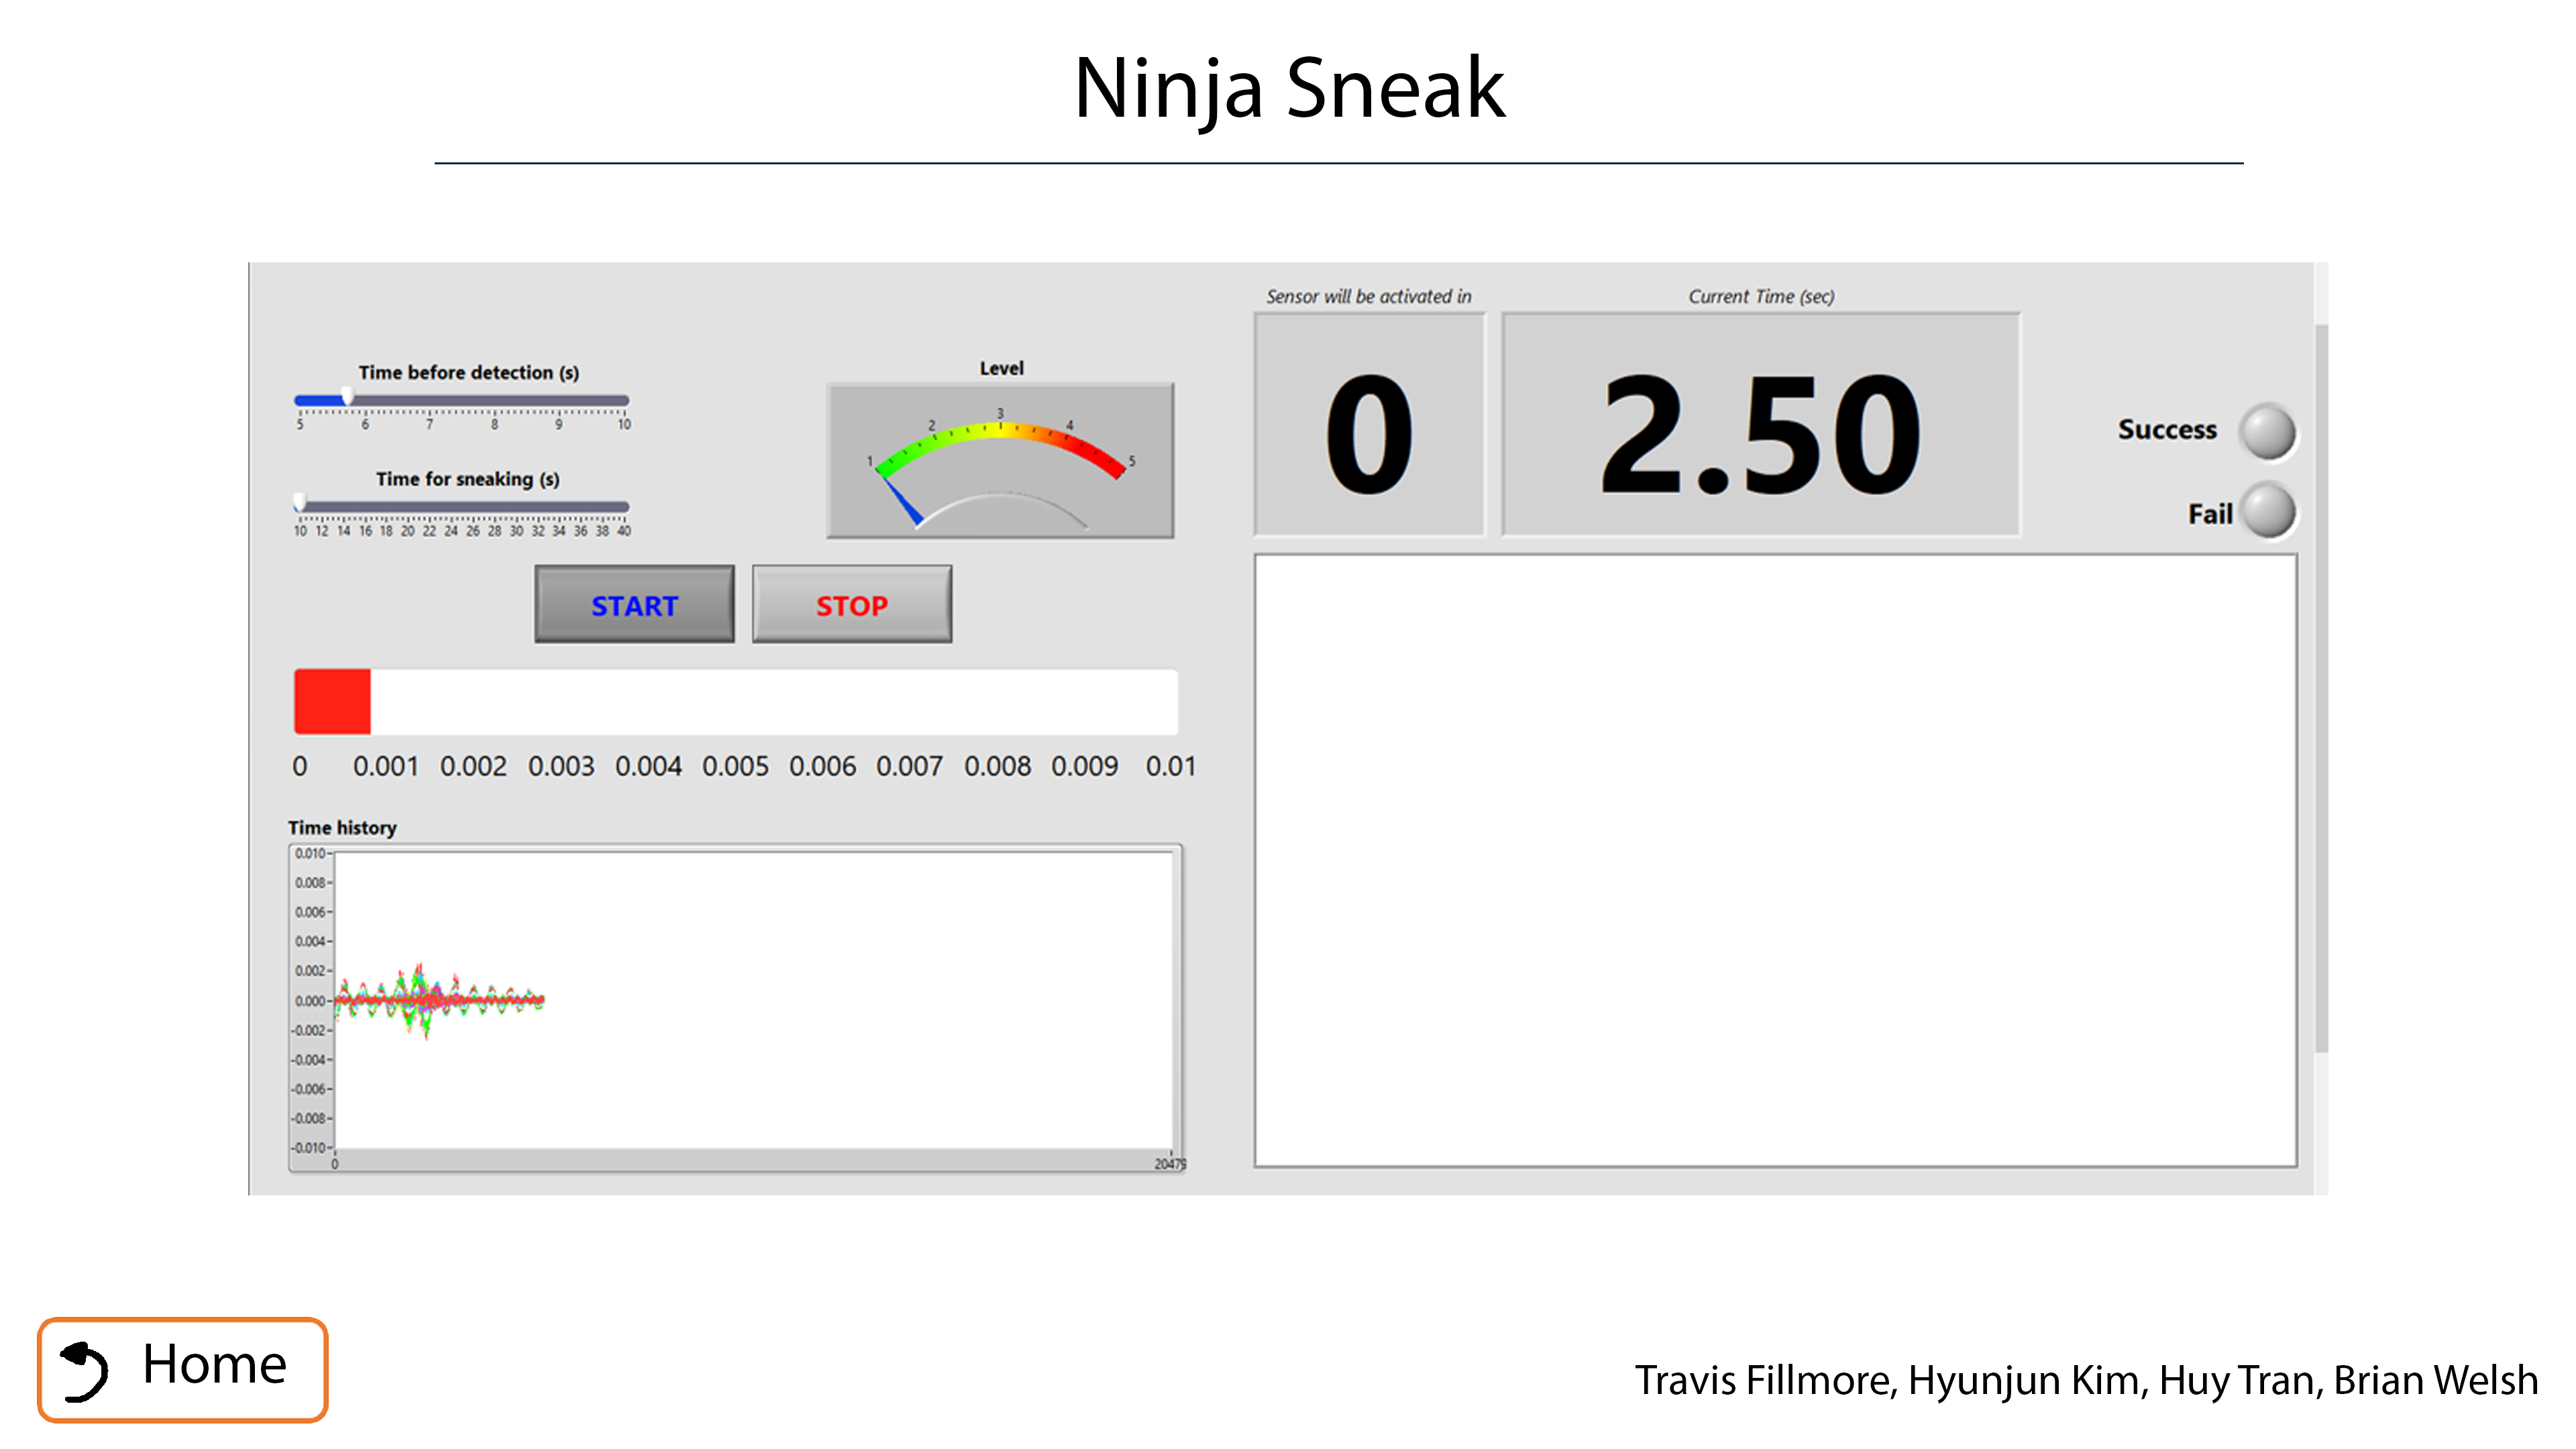 Ninja Sneak
Sensor will be activated in
Current Time (sec)
0
2.50
Success
Fail
Time before detection (s)
5 6 7 8 9 10
Time for sneaking (s)
10 12 14 16 18 20 22 24 26 28 30 32 34 36 38 40
Level
1 2 3 4 5
START
STOP
0 0.001 0.002 0.003 0.004 0.005 0.006 0.007 0.008 0.009 0.01
Time history
0.010
0.008
0.006
0.004
0.002
0.000
-0.002
-0.004
-0.006
-0.008
-0.010
0 20479
Home
Travis Fillmore, Hyunjun Kim, Huy Tran, Brian Welsh